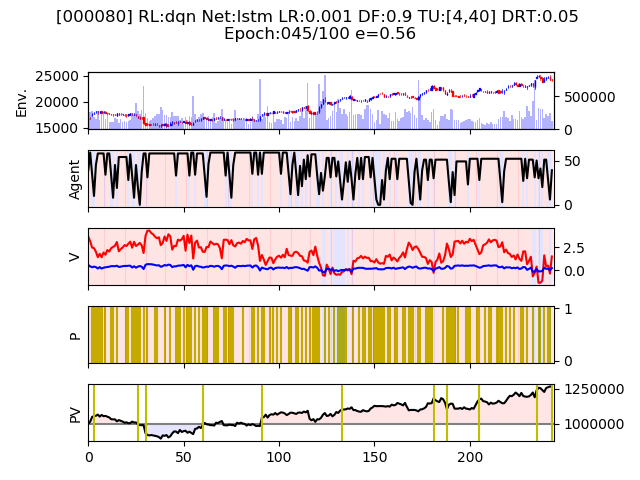 [000080] RL:dqn Net:lstm LR:0.001 DF:0.9 TU:[4,40] DRT:0.05
Epoch:045/100 e=0.56
Env.
25000
20000
15000
500000
0
Agent
50
0
V
2.5
0.0
P
1
0
PV
1250000
1000000
0 50 100 150 200